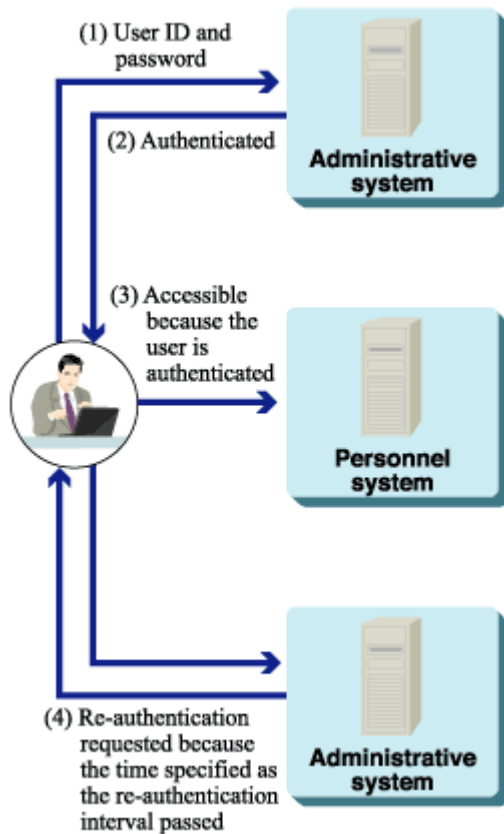 (1) User ID and
password
(2) Authenticated
Administrative
system
(3) Accessible
because the
user is
authenticated
Personnel
system
(4) Re-authentication
requested because
the time specified as
the re-authentication
interval passed
Administrative
system